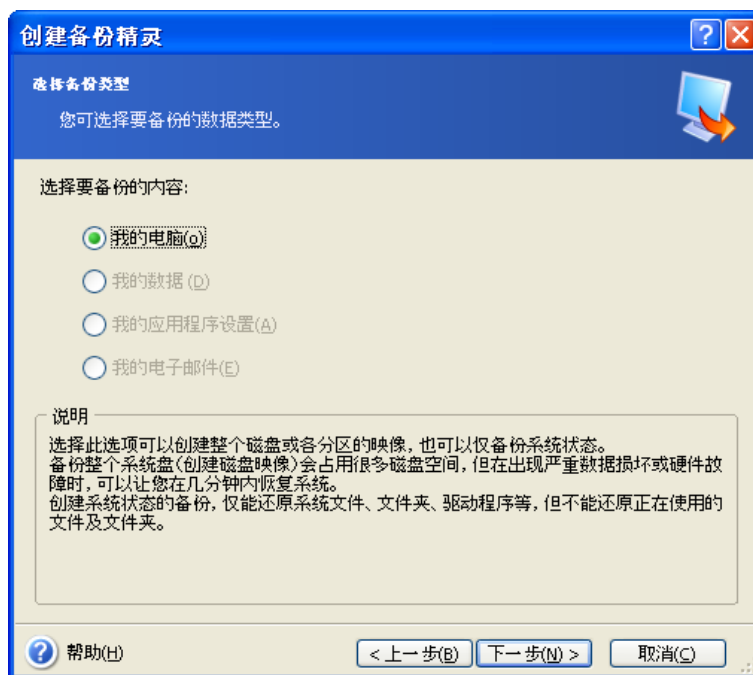 创建备份精灵
选择备份类型
您可选择要备份的数据类型。
选择要备份的内容:
我的电脑(o)
我的数据 (D)
我的应用程序设置(A)
我的电子邮件(E)
说明
选择此选项可以创建整个磁盘或各分区的映像, 也可以仅备份系统状态。
备份整个系统盘(创建磁盘映像)会占用很多磁盘空间, 但在出现严重数据损坏或硬件故
障时, 可以让您在几分钟内恢复系统。
创建系统状态的备份, 仅能还原系统文件、文件夹、驱动程序等, 但不能还原正在使用的
文件及文件夹。
帮助(H)
< 上一步(B) 下一步(N) > 取消(C)